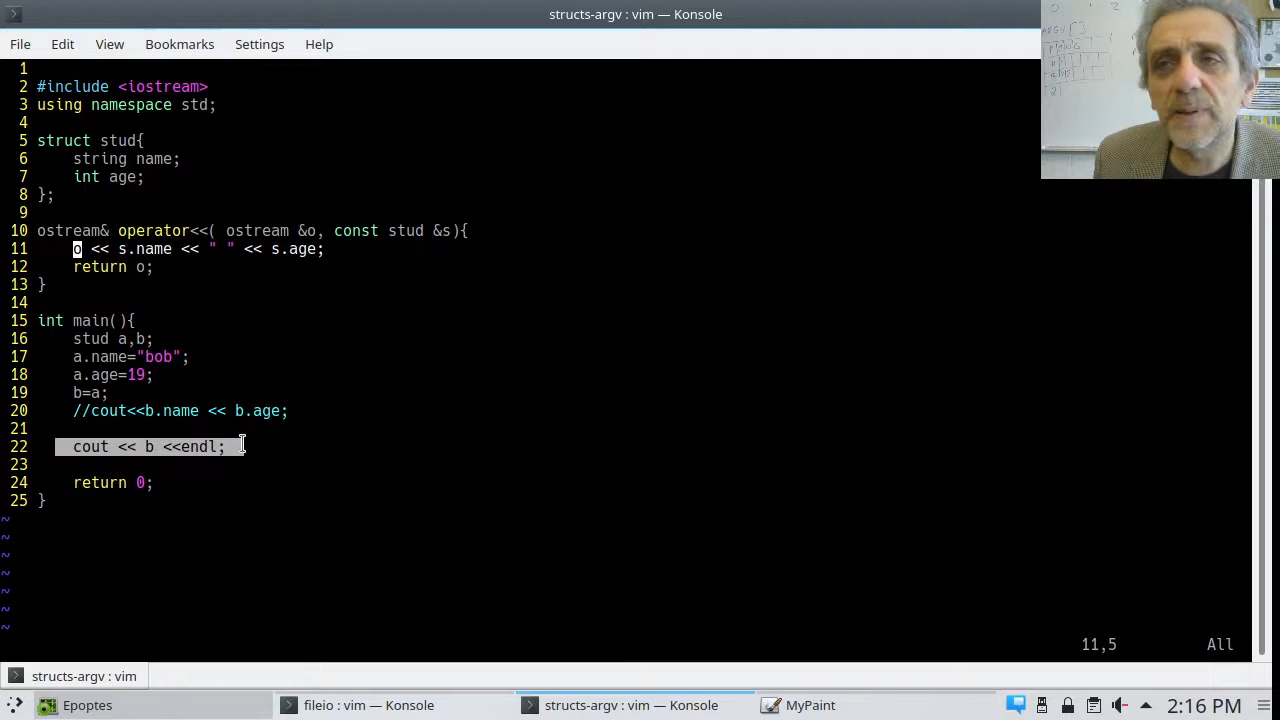 structs-argv : vim — Konsole
File Edit View Bookmarks Settings Help
1
2 #include <iostream>
3 using namespace std;
4
5 struct stud{
6 string name;
7 int age;
8 };
9
10 ostream& operator<<( ostream &o, const stud &s){
11 o << s.name << " " << s.age;
12 return o;
13 }
14
15 int main(){
16 stud a,b;
17 a.name="bob";
18 a.age=19;
19 b=a;
20 //cout<<b.name << b.age;
21
22 cout << b <<endl;
23
24 return 0;
25 }
~
~
~
~
~
~
~
11,5 All
structs-argv : vim
Epoptes fileio : vim — Konsole structs-argv : vim — Konsole MyPaint 2:16 PM